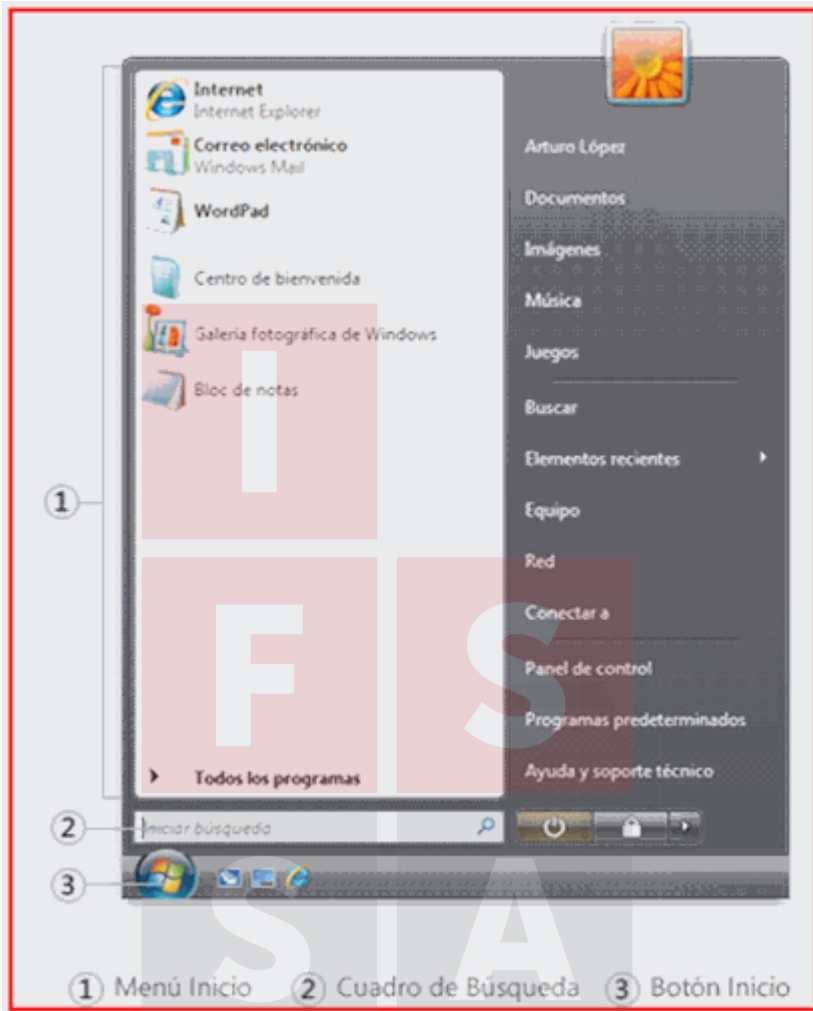 Internet
Internet Explorer
Correo electrónico
Windows Mail
WordPad
Centro de bienvenida
Galería fotográfica de Windows
Bloc de notas
Todos los programas
Iniciar búsqueda
Arturo López
Documentos
Imágenes
Música
Juegos
Buscar
Elementos recientes
Equipo
Red
Conectar a
Panel de control
Programas predeterminados
Ayuda y soporte técnico
1
2
3
I
F S
S A
1 Menú Inicio 2 Cuadro de Búsqueda 3 Botón Inicio